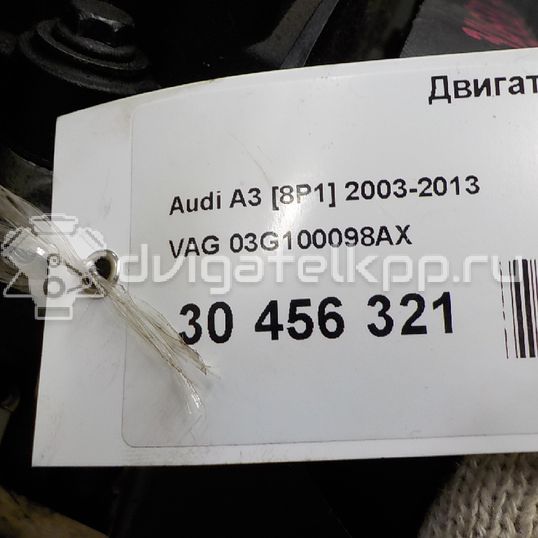 Двигат
Audi A3 [8P1] 2003-2013
VAG 03G100098AX
dvigatelkpp.ru
30 456 321